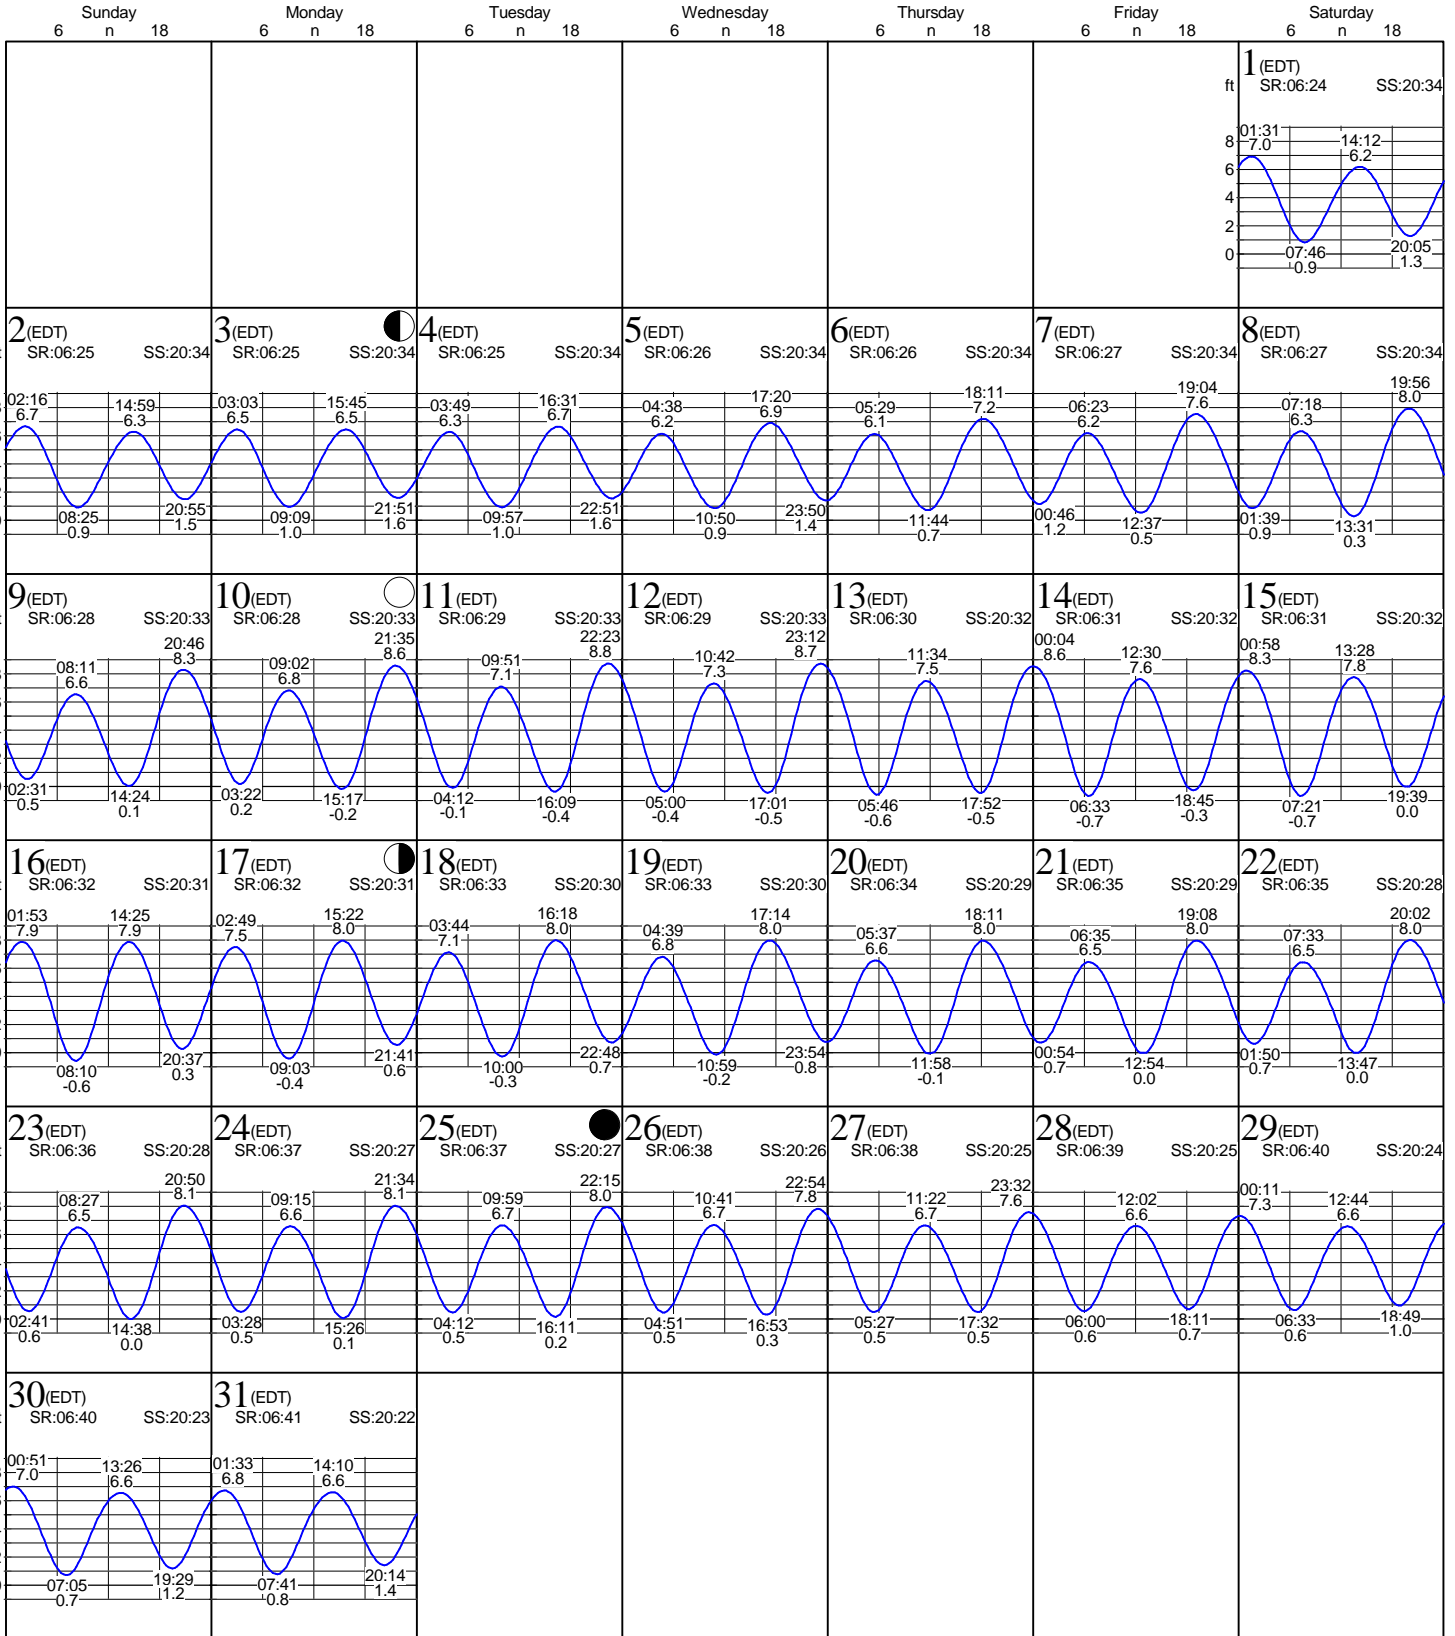 Sunday Monday Tuesday Wednesday Thursday Friday Saturday
6 n 18 6 n 18 6 n 18 6 n 18 6 n 18 6 n 18 6 n 18
1(EDT)
ft SR:06:24 SS:20:34
01:31 14:12
8 7.0 6.2
6
4
2
0 07:46 20:05
0.9 1.3
2(EDT) 3(EDT) 4(EDT) 5(EDT) 6(EDT) 7(EDT) 8(EDT)
SR:06:25 SS:20:34 SR:06:25 SS:20:34 SR:06:25 SS:20:34 SR:06:26 SS:20:34 SR:06:26 SS:20:34 SR:06:27 SS:20:34 SR:06:27 SS:20:34
02:16 14:59 03:03 15:45 03:49 16:31 04:38 17:20 05:29 18:11 06:23 19:04 07:18 19:56
6.7 6.3 6.5 6.5 6.3 6.7 6.2 6.9 6.1 7.2 6.2 7.6 6.3 8.0
08:25 20:55 09:09 21:51 09:57 22:51 10:50 23:50 11:44 00:46 12:37 01:39 13:31
0.9 1.5 1.0 1.6 1.0 1.6 0.9 1.4 0.7 1.2 0.5 0.9 0.3
9(EDT) 10(EDT) 11(EDT) 12(EDT) 13(EDT) 14(EDT) 15(EDT)
SR:06:28 SS:20:33 SR:06:28 SS:20:33 SR:06:29 SS:20:33 SR:06:29 SS:20:33 SR:06:30 SS:20:32 SR:06:31 SS:20:32 SR:06:31 SS:20:32
08:11 20:46 09:02 21:35 09:51 22:23 10:42 23:12 11:34 00:04 12:30 00:58 13:28
6.6 8.3 6.8 8.6 7.1 8.8 7.3 8.7 7.5 8.6 7.6 8.3 7.8
02:31 14:24 03:22 15:17 04:12 16:09 05:00 17:01 05:46 17:52 06:33 18:45 07:21 19:39
0.5 0.1 0.2 -0.2 -0.1 -0.4 -0.4 -0.5 -0.6 -0.5 -0.7 -0.3 -0.7 0.0
16(EDT) 17(EDT) 18(EDT) 19(EDT) 20(EDT) 21(EDT) 22(EDT)
SR:06:32 SS:20:31 SR:06:32 SS:20:31 SR:06:33 SS:20:30 SR:06:33 SS:20:30 SR:06:34 SS:20:29 SR:06:35 SS:20:29 SR:06:35 SS:20:28
01:53 14:25 02:49 15:22 03:44 16:18 04:39 17:14 05:37 18:11 06:35 19:08 07:33 20:02
7.9 7.9 7.5 8.0 7.1 8.0 6.8 8.0 6.6 8.0 6.5 8.0 6.5 8.0
08:10 20:37 09:03 21:41 10:00 22:48 10:59 23:54 11:58 00:54 12:54 01:50 13:47
-0.6 0.3 -0.4 0.6 -0.3 0.7 -0.2 0.8 -0.1 0.7 0.0 0.7 0.0
23(EDT) 24(EDT) 25(EDT) 26(EDT) 27(EDT) 28(EDT) 29(EDT)
SR:06:36 SS:20:28 SR:06:37 SS:20:27 SR:06:37 SS:20:27 SR:06:38 SS:20:26 SR:06:38 SS:20:25 SR:06:39 SS:20:25 SR:06:40 SS:20:24
08:27 20:50 09:15 21:34 09:59 22:15 10:41 22:54 11:22 23:32 12:02 00:11 12:44
6.5 8.1 6.6 8.1 6.7 8.0 6.7 7.8 6.7 7.6 6.6 7.3 6.6
02:41 14:38 03:28 15:26 04:12 16:11 04:51 16:53 05:27 17:32 06:00 18:11 06:33 18:49
0.6 0.0 0.5 0.1 0.5 0.2 0.5 0.3 0.5 0.5 0.6 0.7 0.6 1.0
30(EDT) 31(EDT)
SR:06:40 SS:20:23 SR:06:41 SS:20:22
00:51 13:26 01:33 14:10
7.0 6.6 6.8 6.6
07:05 19:29 07:41 20:14
0.7 1.2 0.8 1.4